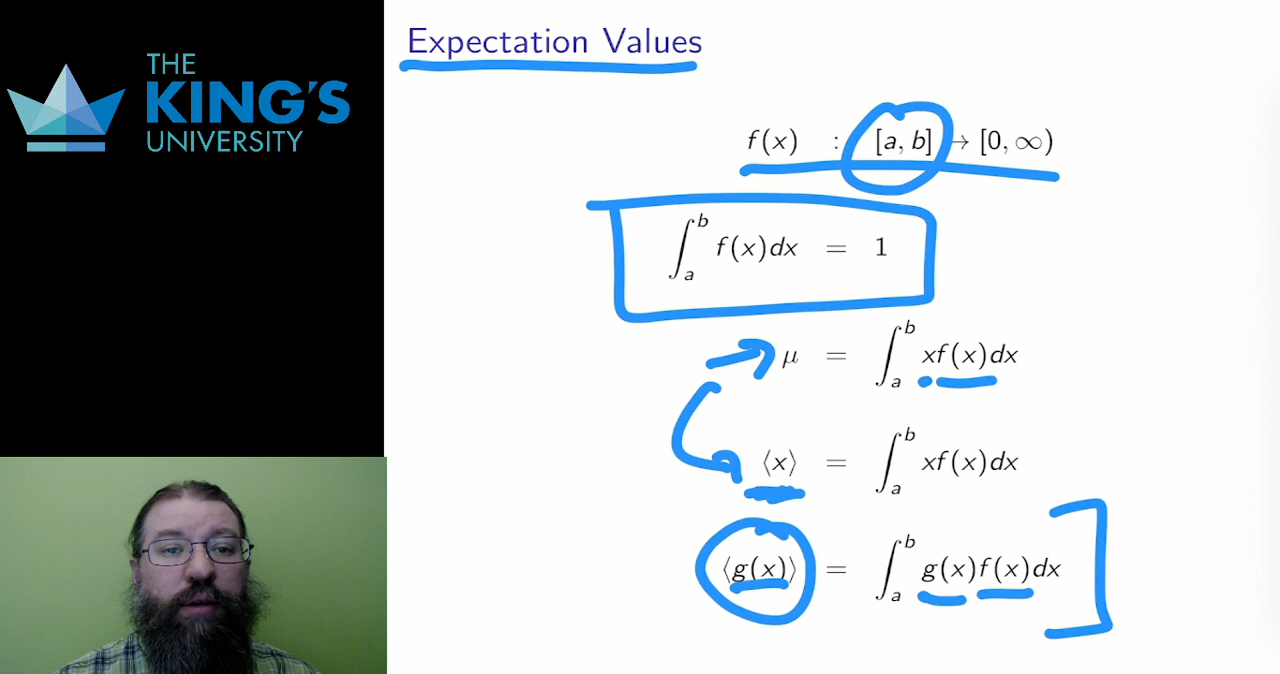 THE
KING'S
UNIVERSITY
Expectation Values
f(x) : [a, b] → [0, ∞)
∫_a^b f(x)dx = 1
μ = ∫_a^b xf(x)dx
⟨x⟩ = ∫_a^b xf(x)dx
⟨g(x)⟩ = ∫_a^b g(x)f(x)dx